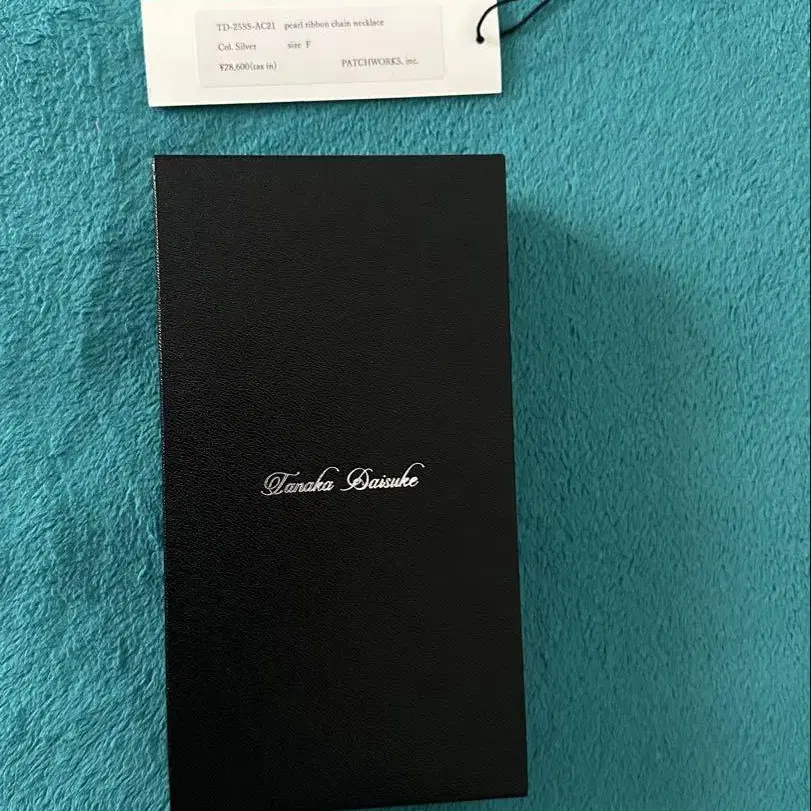 TD-25SS-AC21 pearl ribbon chain necklace
Col. Silver size F
¥28,600(tax in) PATCHWORKS, inc.
Tanaka Daisuke